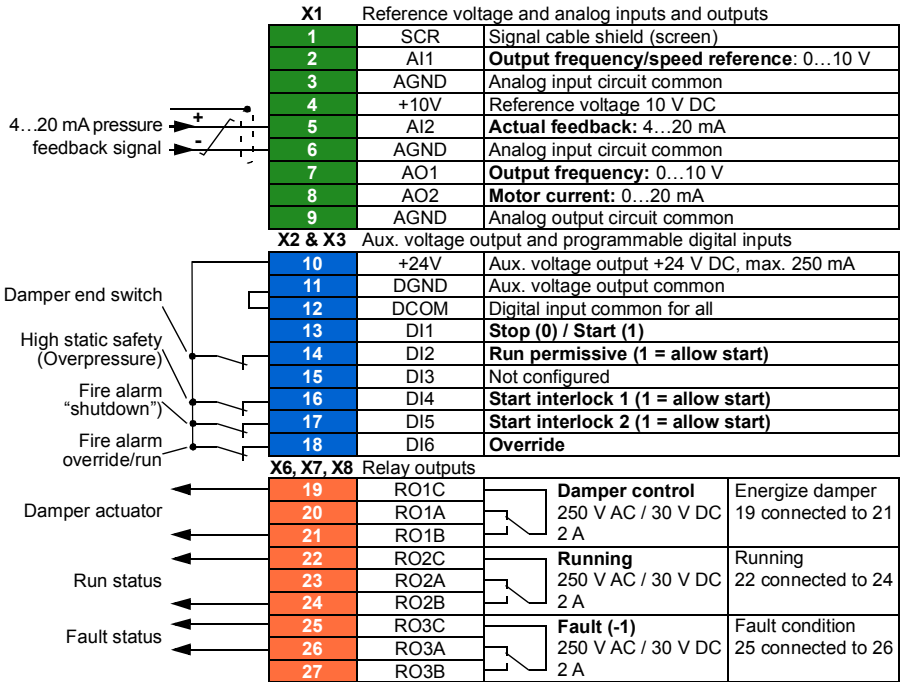 X1 Reference voltage and analog inputs and outputs
1 SCR Signal cable shield (screen)
2 AI1 Output frequency/speed reference: 0…10 V
3 AGND Analog input circuit common
4 +10V Reference voltage 10 V DC
4…20 mA pressure + 5 AI2 Actual feedback: 4…20 mA
feedback signal - 6 AGND Analog input circuit common
7 AO1 Output frequency: 0…10 V
8 AO2 Motor current: 0…20 mA
9 AGND Analog output circuit common
X2 & X3 Aux. voltage output and programmable digital inputs
10 +24V Aux. voltage output +24 V DC, max. 250 mA
Damper end switch 11 DGND Aux. voltage output common
12 DCOM Digital input common for all
High static safety 13 DI1 Stop (0) / Start (1)
(Overpressure) 14 DI2 Run permissive (1 = allow start)
15 DI3 Not configured
Fire alarm 16 DI4 Start interlock 1 (1 = allow start)
“shutdown”) 17 DI5 Start interlock 2 (1 = allow start)
Fire alarm 18 DI6 Override
override/run
X6, X7, X8 Relay outputs
19 RO1C Damper control Energize damper
Damper actuator 20 RO1A 250 V AC / 30 V DC 19 connected to 21
21 RO1B 2 A
22 RO2C Running Running
Run status 23 RO2A 250 V AC / 30 V DC 22 connected to 24
24 RO2B 2 A
25 RO3C Fault (-1) Fault condition
Fault status 26 RO3A 250 V AC / 30 V DC 25 connected to 26
27 RO3B 2 A